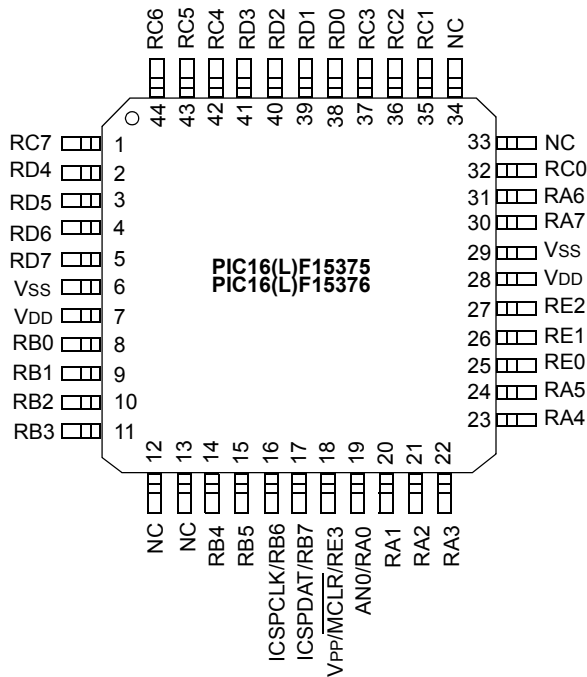 RC6
RC5
RC4
RD3
RD2
RD1
RD0
RC3
RC2
RC1
NC
44
43
42
41
40
39
38
37
36
35
34
RC7 1
RD4 2
RD5 3
RD6 4
RD7 5
VSS 6
VDD 7
RB0 8
RB1 9
RB2 10
RB3 11
PIC16(L)F15375
PIC16(L)F15376
33 NC
32 RC0
31 RA6
30 RA7
29 VSS
28 VDD
27 RE2
26 RE1
25 RE0
24 RA5
23 RA4
12
13
14
15
16
17
18
19
20
21
22
NC
NC
RB4
RB5
ICSPCLK/RB6
ICSPDAT/RB7
VPP/MCLR/RE3
AN0/RA0
RA1
RA2
RA3